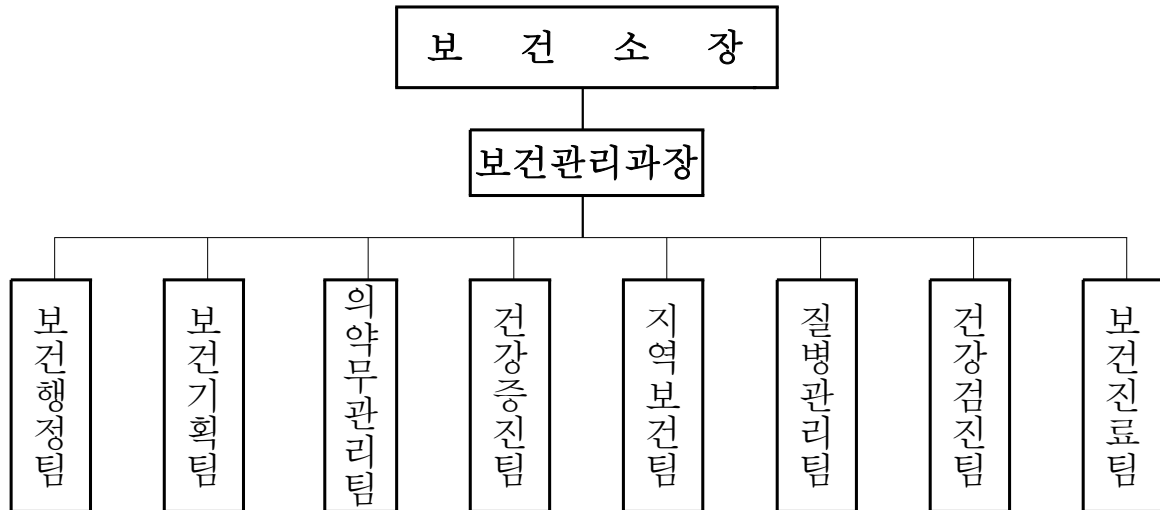 보 건 소 장
보건관리과장
보건행정팀
보건기획팀
의약무관리팀
건강증진팀
지역보건팀
질병관리팀
건강검진팀
보건진료팀